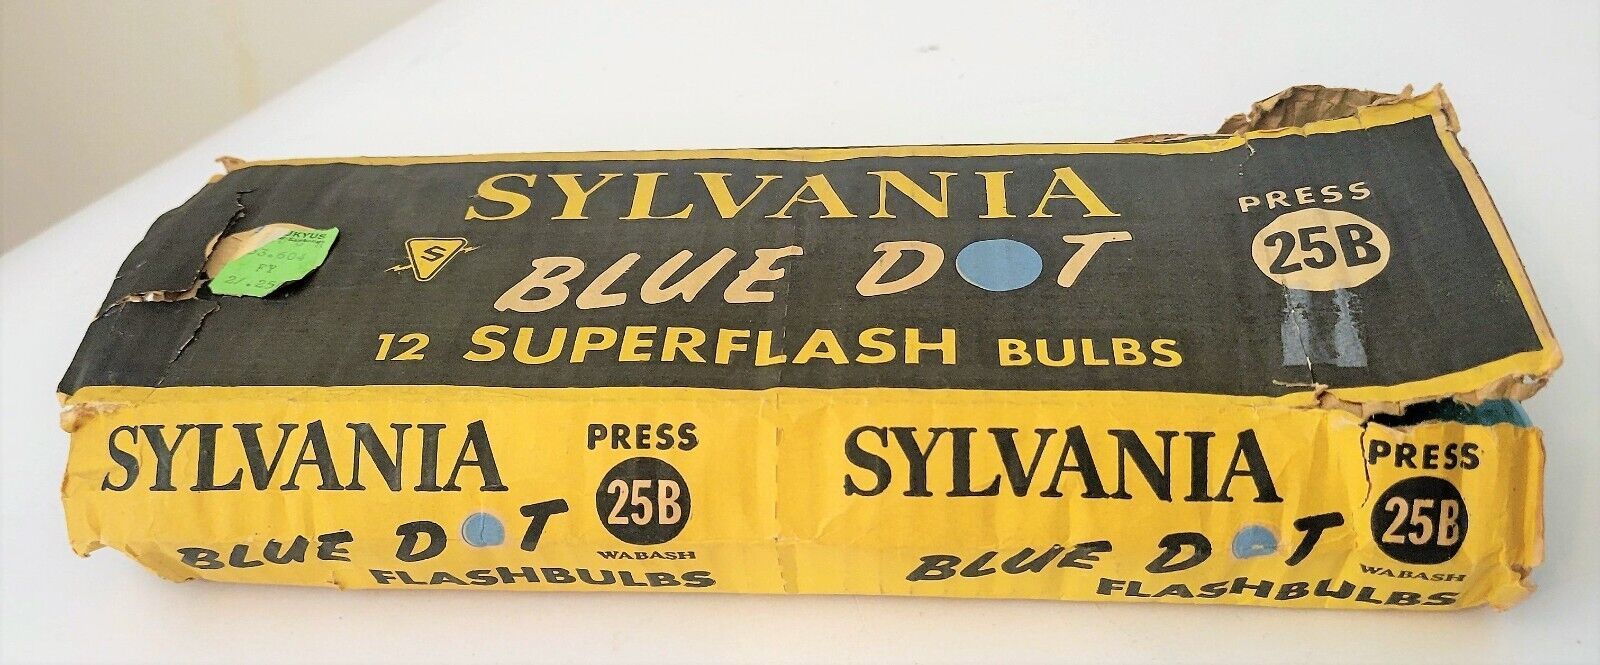 SYLVANIA
PRESS
25B
S
BLUE DOT
12 SUPERFLASH BULBS
FY
SYLVANIA
PRESS
25B
WABASH
BLUE DOT
FLASHBULBS
SYLVANIA
PRESS
25B
WABASH
BLUE DOT
FLASHBULBS